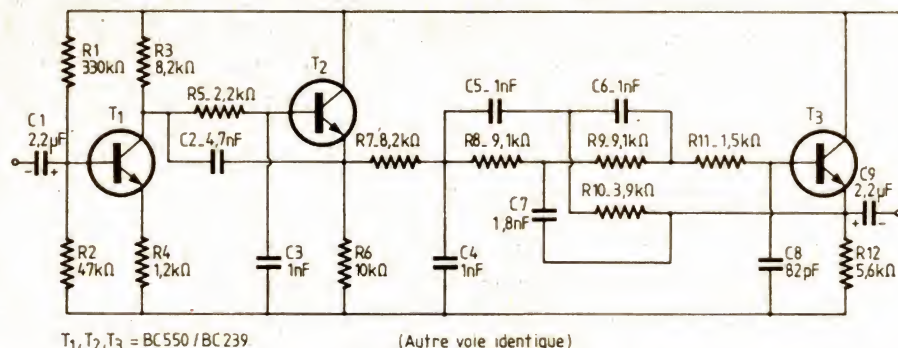 R1
330kΩ
R3
8,2kΩ
T2
R5_2,2kΩ
C5_1nF
C6_1nF
T1
C1
2,2µF
C2_4,7nF
R7_8,2kΩ
R8_9,1kΩ
R9_9,1kΩ
R11_1,5kΩ
T3
C9
2,2µF
- +
R10_3,9kΩ
+ -
C7
1,8nF
R2
47kΩ
R4
1,2kΩ
C3
1nF
R6
10kΩ
C4
1nF
C8
82pF
R12
5,6kΩ
T1,T2,T3 = BC550/BC239
(Autre voie identique)